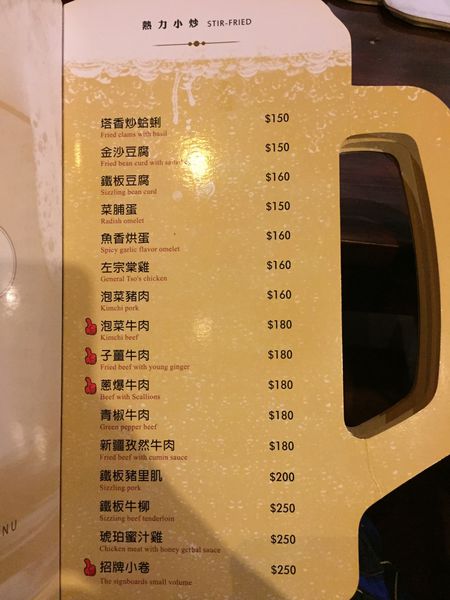 熱力小炒 STIR-FRIED
塔香炒蛤蜊 $150
Fried clams with basil
金沙豆腐 $150
Fried bean curd with
鐵板豆腐 $160
Sizzling bean curd
菜脯蛋 $150
Radish omelet
魚香烘蛋 $160
Spicy garlic flavor omelet
左宗棠雞 $160
General Tso's chicken
泡菜豬肉 $160
Kimchi pork
泡菜牛肉 $180
Kimchi beef
子薑牛肉 $180
Fried beef with young ginger
蔥爆牛肉 $180
Beef with Scallions
青椒牛肉 $180
Green pepper beef
新疆孜然牛肉 $180
Fried beef with cumin sauce
鐵板豬里肌 $200
Sizzling pork
鐵板牛柳 $250
Sizzling beef tenderloin
琥珀蜜汁雞 $250
Chicken meat with honey gerbal sauce
招牌小卷 $250
The signboards small volume
NU